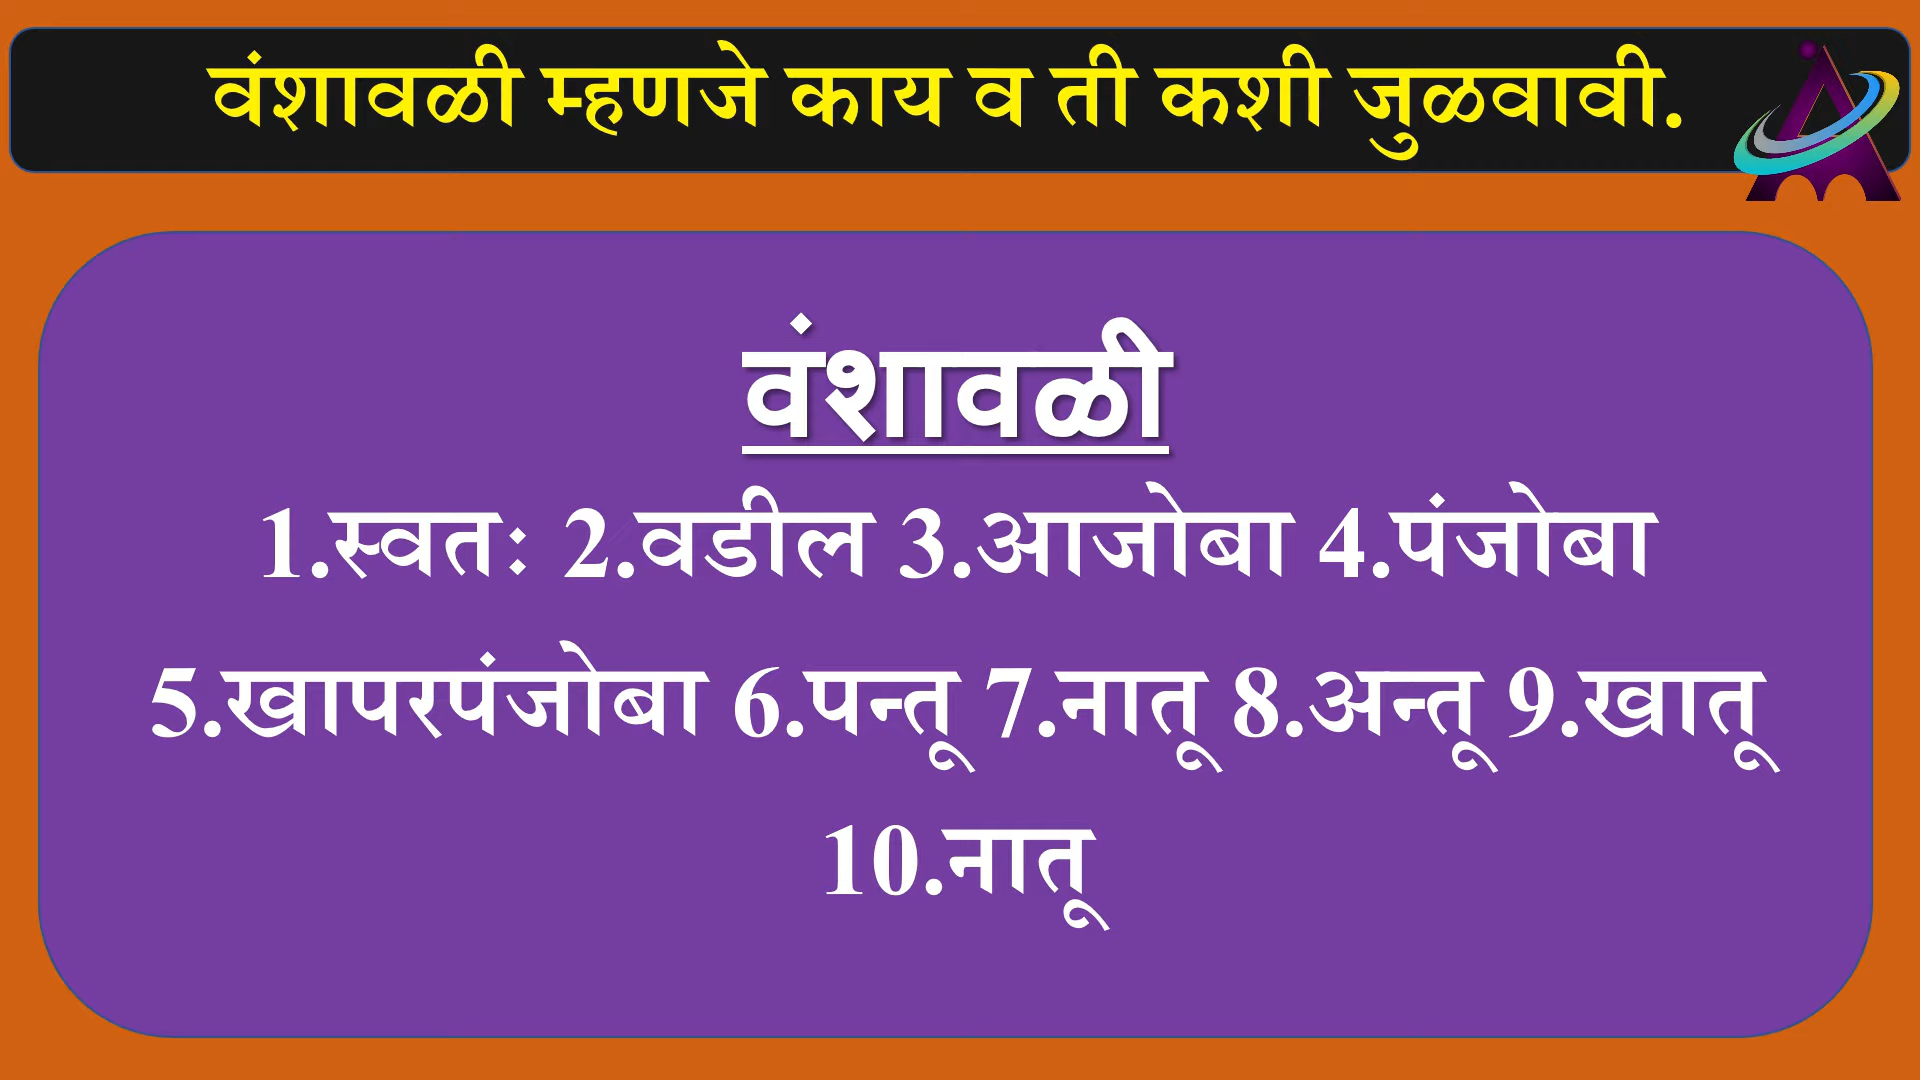 वंशावळी म्हणजे काय व ती कशी जुळवावी.
वंशावळी
1.स्वतः 2.वडील 3.आजोबा 4.पंजोबा
5.खापरपंजोबा 6.पन्तू 7.नातू 8.अन्तू 9.खातू
10.नातू